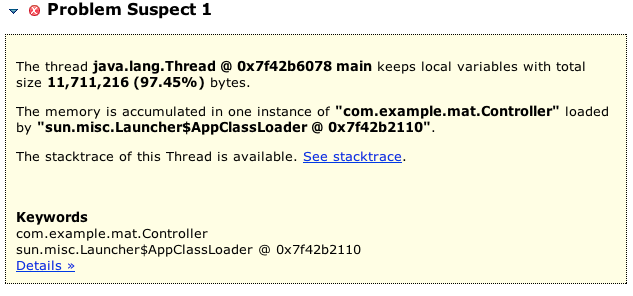 Problem Suspect 1
The thread java.lang.Thread @ 0x7f42b6078 main keeps local variables with total
size 11,711,216 (97.45%) bytes.
The memory is accumulated in one instance of "com.example.mat.Controller" loaded
by "sun.misc.Launcher$AppClassLoader @ 0x7f42b2110".
The stacktrace of this Thread is available. See stacktrace.
Keywords
com.example.mat.Controller
sun.misc.Launcher$AppClassLoader @ 0x7f42b2110
Details »